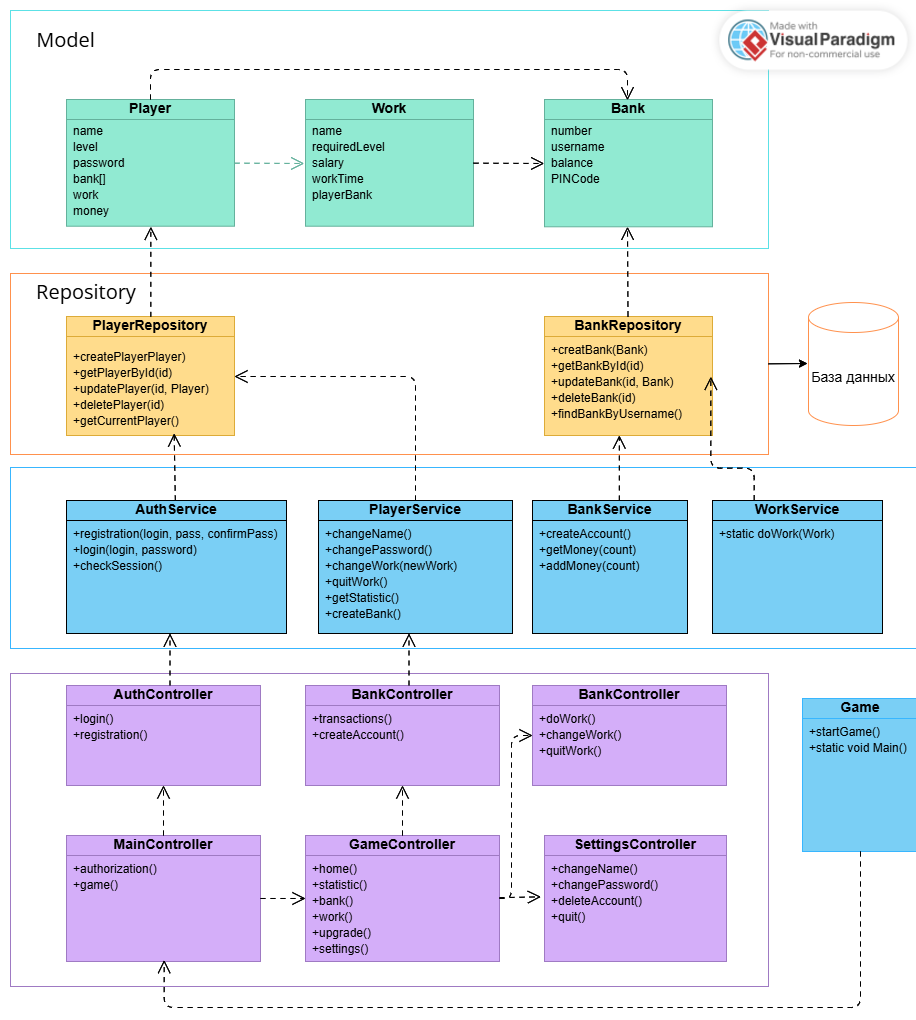 Model
Made with
VisualParadigm
For non-commercial use
Player
name
level
password
bank[]
work
money
Work
name
requiredLevel
salary
workTime
playerBank
Bank
number
username
balance
PINCode
Repository
PlayerRepository
+createPlayerPlayer)
+getPlayerById(id)
+updatePlayer(id, Player)
+deletePlayer(id)
+getCurrentPlayer()
BankRepository
+creatBank(Bank)
+getBankById(id)
+updateBank(id, Bank)
+deleteBank(id)
+findBankByUsername()
База данных
AuthService
+registration(login, pass, confirmPass)
+login(login, password)
+checkSession()
PlayerService
+changeName()
+changePassword()
+changeWork(newWork)
+quitWork()
+getStatistic()
+createBank()
BankService
+createAccount()
+getMoney(count)
+addMoney(count)
WorkService
+static doWork(Work)
AuthController
+login()
+registration()
BankController
+transactions()
+createAccount()
BankController
+doWork()
+changeWork()
+quitWork()
Game
+startGame()
+static void Main()
MainController
+authorization()
+game()
GameController
+home()
+statistic()
+bank()
+work()
+upgrade()
+settings()
SettingsController
+changeName()
+changePassword()
+deleteAccount()
+quit()